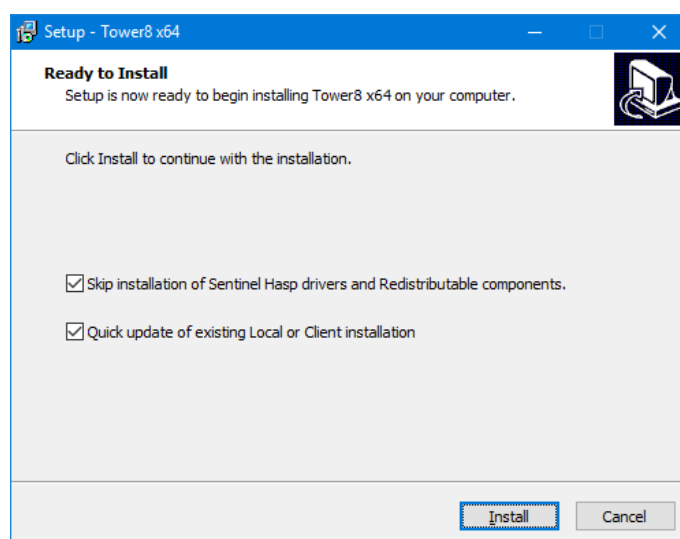 Setup - Tower8 x64
Ready to Install
Setup is now ready to begin installing Tower8 x64 on your computer.
Click Install to continue with the installation.
Skip installation of Sentinel Hasp drivers and Redistributable components.
Quick update of existing Local or Client installation
Install
Cancel